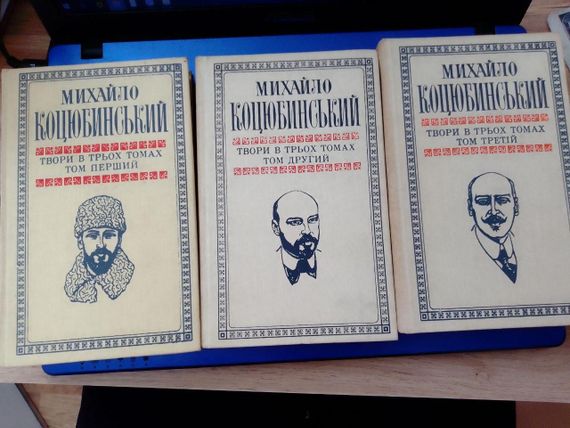 МИХАЙЛО
КОЦЮБИНСЬКИЙ
ТВОРИ В ТРЬОХ ТОМАХ
ТОМ ПЕРШИЙ
МИХАЙЛО
КОЦЮБИНСЬКИЙ
ТВОРИ В ТРЬОХ ТОМАХ
ТОМ ДРУГИЙ
МИХАЙЛО
КОЦЮБИНСЬКИЙ
ТВОРИ В ТРЬОХ ТОМАХ
ТОМ ТРЕТІЙ